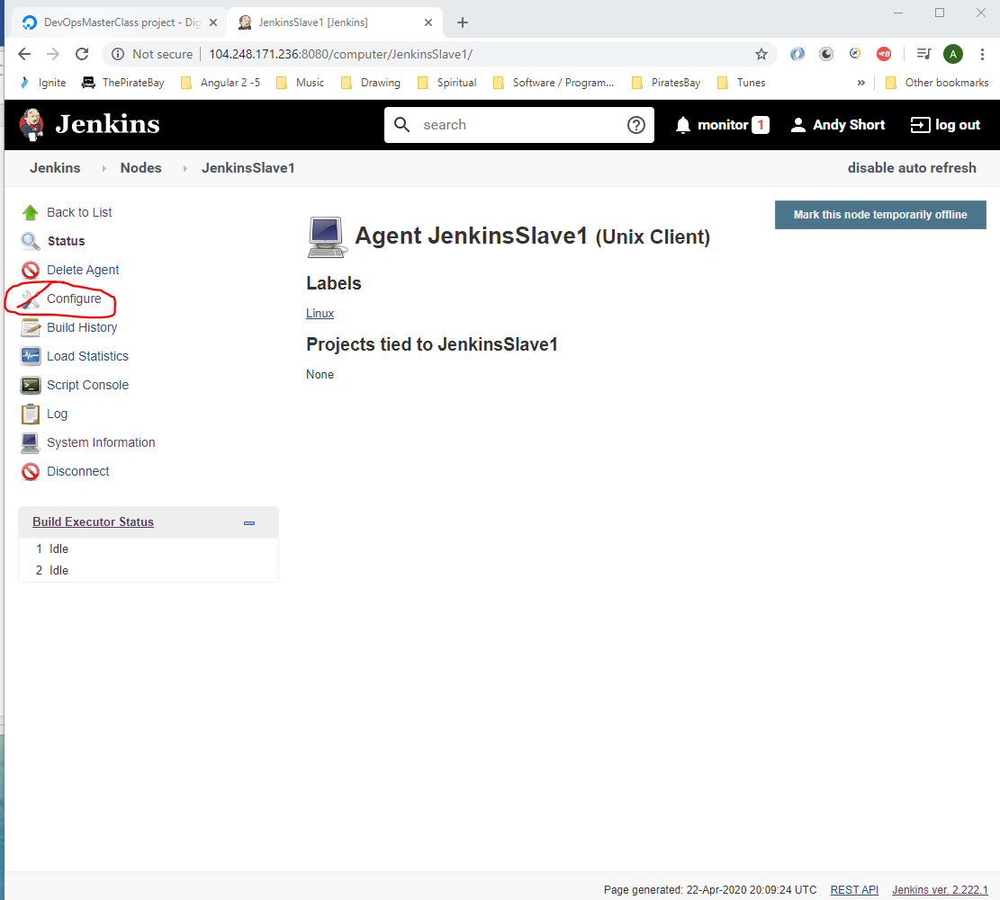 DevOpsMasterClass project - Dig
JenkinsSlave1 [Jenkins]
Not secure 104.248.171.236:8080/computer/JenkinsSlave1/
A
Ignite ThePirateBay Angular 2 -5 Music Drawing Spiritual Software / Program... PiratesBay Tunes » Other bookmarks
Jenkins search monitor 1 Andy Short log out
Jenkins Nodes JenkinsSlave1 disable auto refresh
Back to List
Status
Delete Agent
Configure
Build History
Load Statistics
Script Console
Log
System Information
Disconnect
Build Executor Status
1 Idle
2 Idle
Mark this node temporarily offline
Agent JenkinsSlave1 (Unix Client)
Labels
Linux
Projects tied to JenkinsSlave1
None
Page generated: 22-Apr-2020 20:09:24 UTC REST API Jenkins ver. 2.222.1